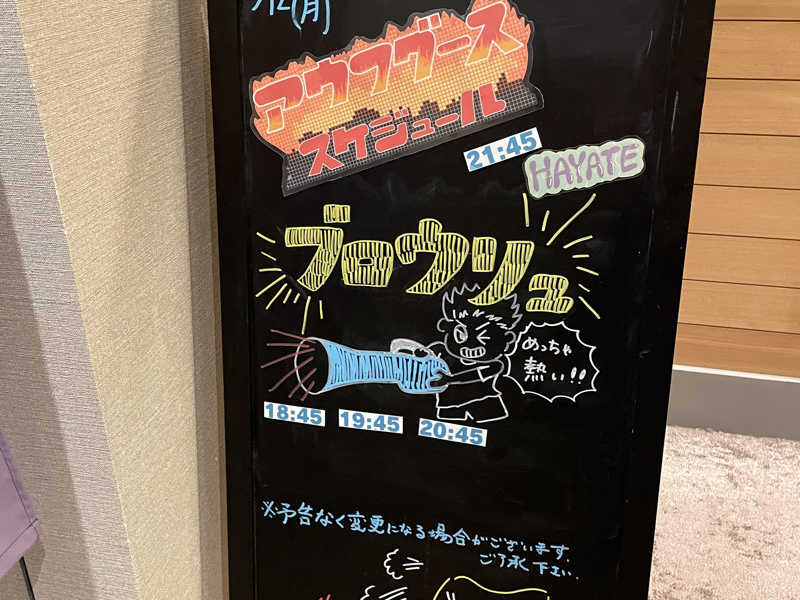 (月)
アウフグース
スケジュール
21:45
HAYATE
ブロウリュ
めっちゃ
熱い!!
18:45 19:45 20:45
※予告なく変更になる場合がございます。
ご了承下さい.